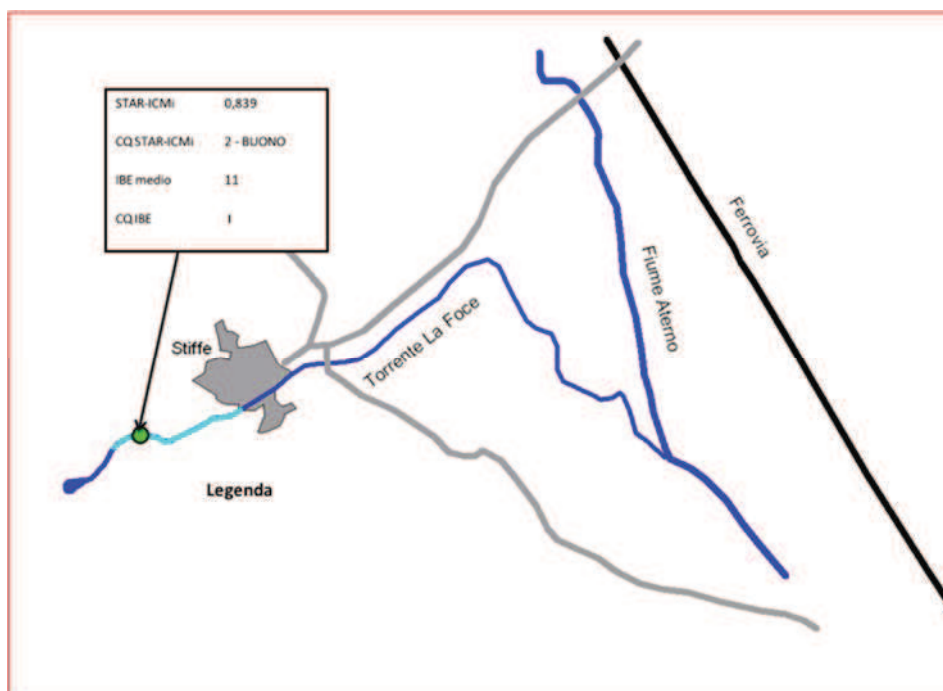 STAR-ICMi 0,839
CQ STAR-ICMi 2 - BUONO
IBE medio 11
CQ IBE I
Ferrovia
Fiume Aterno
Torrente La Foce
Stiffe
Legenda